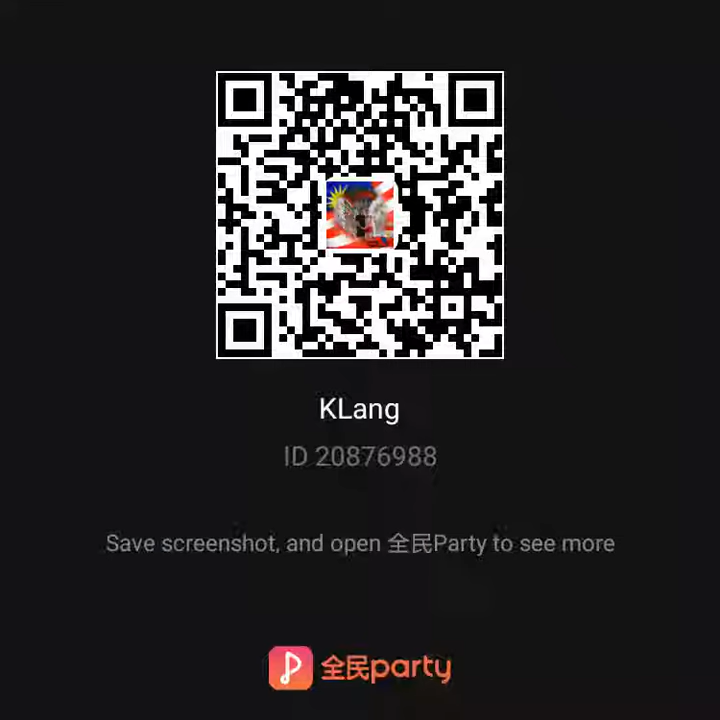 KLang
ID 20876988
Save screenshot, and open 全民Party to see more
全民party